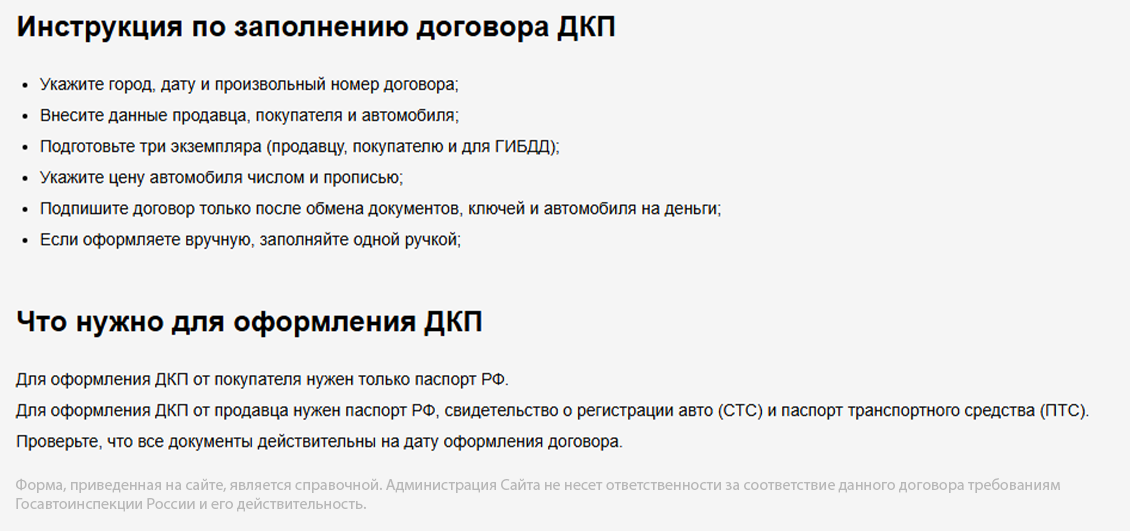 Инструкция по заполнению договора ДКП
• Укажите город, дату и произвольный номер договора;
• Внесите данные продавца, покупателя и автомобиля;
• Подготовьте три экземпляра (продавцу, покупателю и для ГИБДД);
• Укажите цену автомобиля числом и прописью;
• Подпишите договор только после обмена документов, ключей и автомобиля на деньги;
• Если оформляете вручную, заполняйте одной ручкой;
Что нужно для оформления ДКП
Для оформления ДКП от покупателя нужен только паспорт РФ.
Для оформления ДКП от продавца нужен паспорт РФ, свидетельство о регистрации авто (СТС) и паспорт транспортного средства (ПТС).
Проверьте, что все документы действительны на дату оформления договора.
Форма, приведенная на сайте, является справочной. Администрация Сайта не несет ответственности за соответствие данного договора требованиям
Госавтоинспекции России и его действительность.